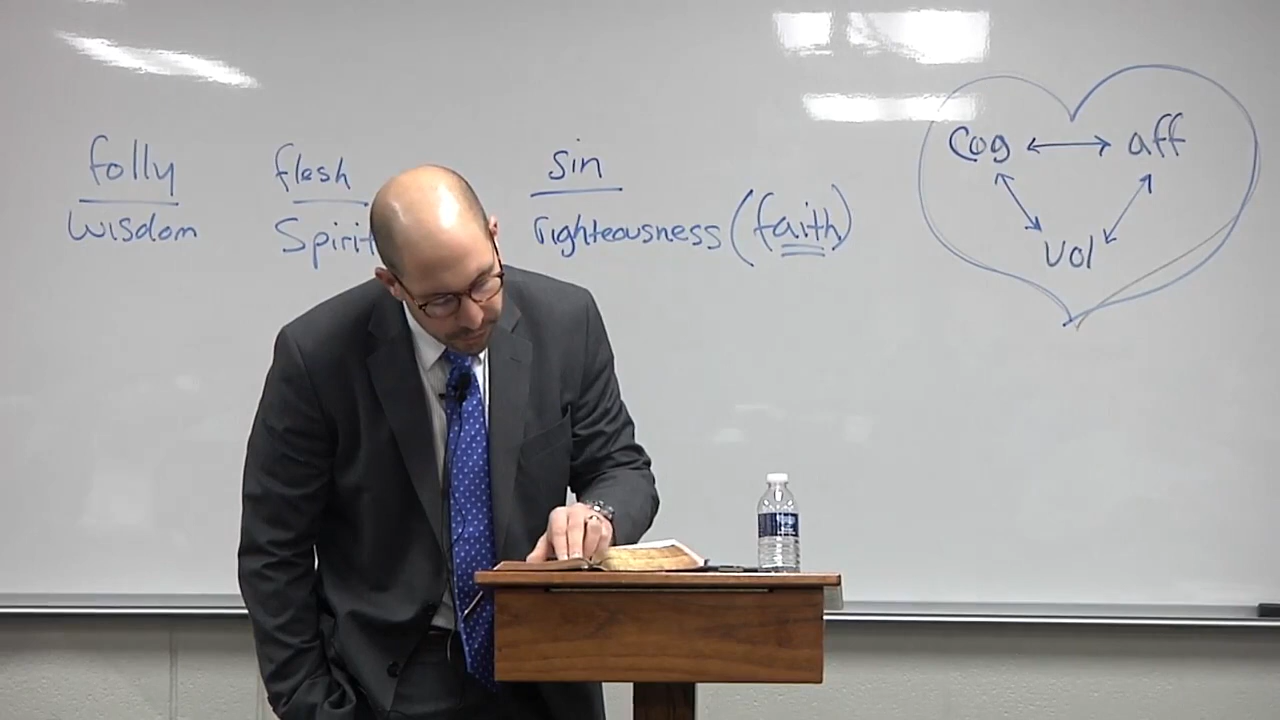 folly
wisdom
flesh
Spirit
sin
righteousness (faith)
Cog aff
vol